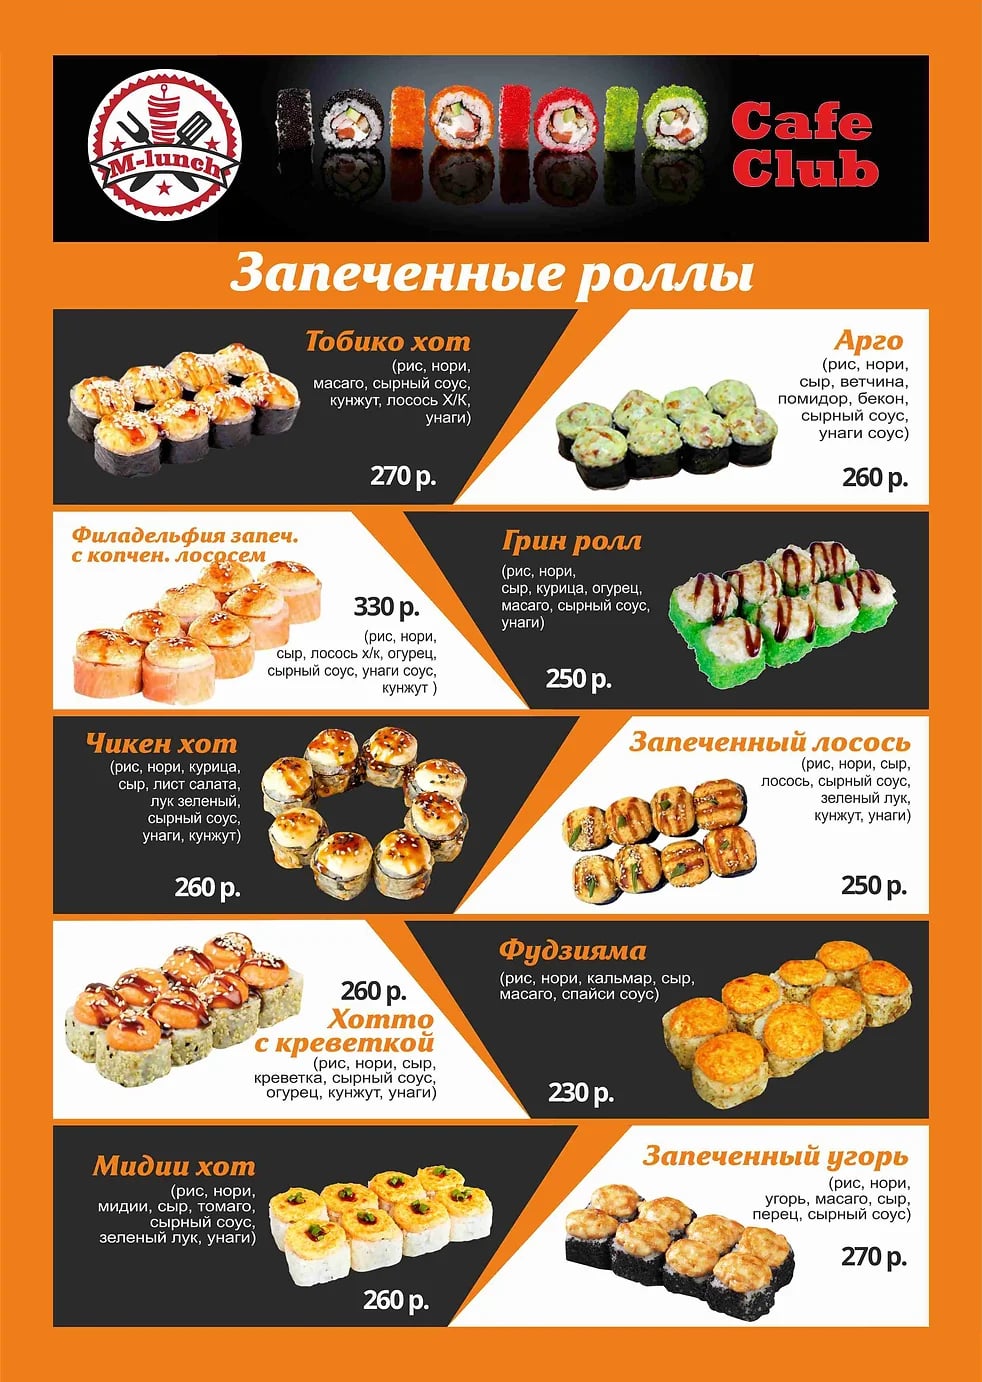 M-lunch
Cafe
Club
Запеченные роллы
Тобико хот
(рис, нори,
масаго, сырный соус,
кунжут, лосось Х/К,
унаги)
270 р.
Арго
(рис, нори,
сыр, ветчина,
помидор, бекон,
сырный соус,
унаги соус)
260 р.
Филадельфия запеч.
с копчен. лососем
330 р.
(рис, нори,
сыр, лосось х/к, огурец,
сырный соус, унаги соус,
кунжут )
Грин ролл
(рис, нори,
сыр, курица, огурец,
масаго, сырный соус,
унаги)
250 р.
Чикен хот
(рис, нори, курица,
сыр, лист салата,
лук зеленый,
сырный соус,
унаги, кунжут)
260 р.
Запеченный лосось
(рис, нори, сыр,
лосось, сырный соус,
зеленый лук,
кунжут, унаги)
250 р.
260 р.
Хотто
с креветкой
(рис, нори, сыр,
креветка, сырный соус,
огурец, кунжут, унаги)
Фудзияма
(рис, нори, кальмар, сыр,
масаго, спайси соус)
230 р.
Мидии хот
(рис, нори,
мидии, сыр, томаго,
сырный соус,
зеленый лук, унаги)
260 р.
Запеченный угорь
(рис, нори,
угорь, масаго, сыр,
перец, сырный соус)
270 р.